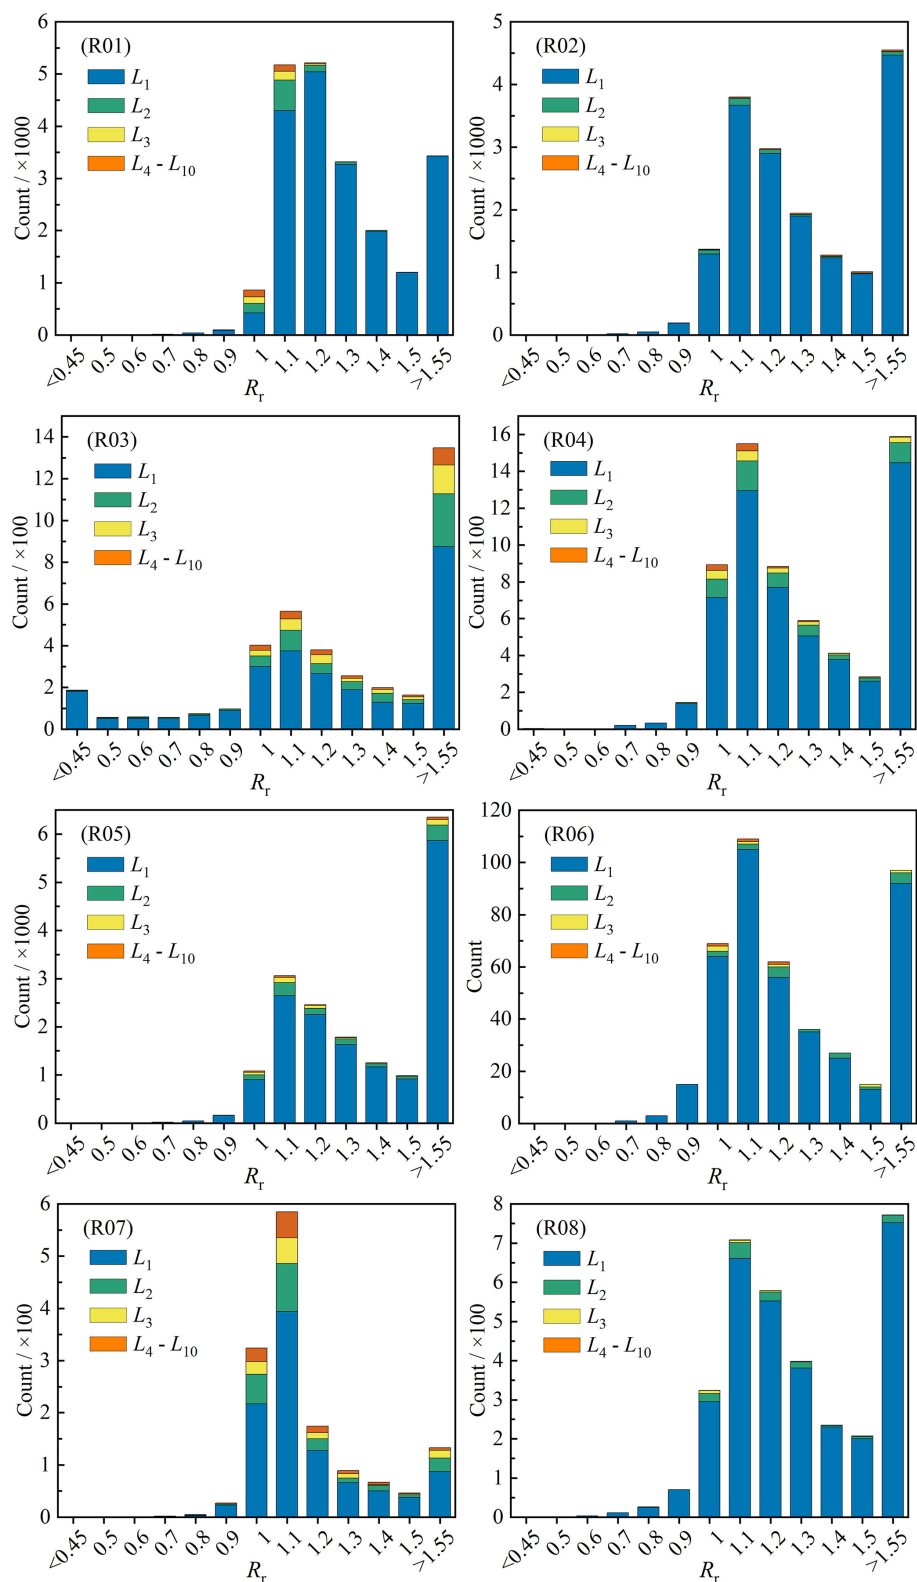 (R01)
L₁
L₂
L₃
L₄ - L₁₀
Count / ×1000
0
1
2
3
4
5
6
<0.45 0.5 0.6 0.7 0.8 0.9 1 1.1 1.2 1.3 1.4 1.5 >1.55
Rᵣ
(R02)
L₁
L₂
L₃
L₄ - L₁₀
Count / ×1000
0
1
2
3
4
5
<0.45 0.5 0.6 0.7 0.8 0.9 1 1.1 1.2 1.3 1.4 1.5 >1.55
Rᵣ
(R03)
L₁
L₂
L₃
L₄ - L₁₀
Count / ×100
0
2
4
6
8
10
12
14
<0.45 0.5 0.6 0.7 0.8 0.9 1 1.1 1.2 1.3 1.4 1.5 >1.55
Rᵣ
(R04)
L₁
L₂
L₃
L₄ - L₁₀
Count / ×100
0
2
4
6
8
10
12
14
16
<0.45 0.5 0.6 0.7 0.8 0.9 1 1.1 1.2 1.3 1.4 1.5 >1.55
Rᵣ
(R05)
L₁
L₂
L₃
L₄ - L₁₀
Count / ×1000
0
1
2
3
4
5
6
<0.45 0.5 0.6 0.7 0.8 0.9 1 1.1 1.2 1.3 1.4 1.5 >1.55
Rᵣ
(R06)
L₁
L₂
L₃
L₄ - L₁₀
Count
0
20
40
60
80
100
120
<0.45 0.5 0.6 0.7 0.8 0.9 1 1.1 1.2 1.3 1.4 1.5 >1.55
Rᵣ
(R07)
L₁
L₂
L₃
L₄ - L₁₀
Count / ×100
0
1
2
3
4
5
6
<0.45 0.5 0.6 0.7 0.8 0.9 1 1.1 1.2 1.3 1.4 1.5 >1.55
Rᵣ
(R08)
L₁
L₂
L₃
L₄ - L₁₀
Count / ×100
0
1
2
3
4
5
6
7
8
<0.45 0.5 0.6 0.7 0.8 0.9 1 1.1 1.2 1.3 1.4 1.5 >1.55
Rᵣ